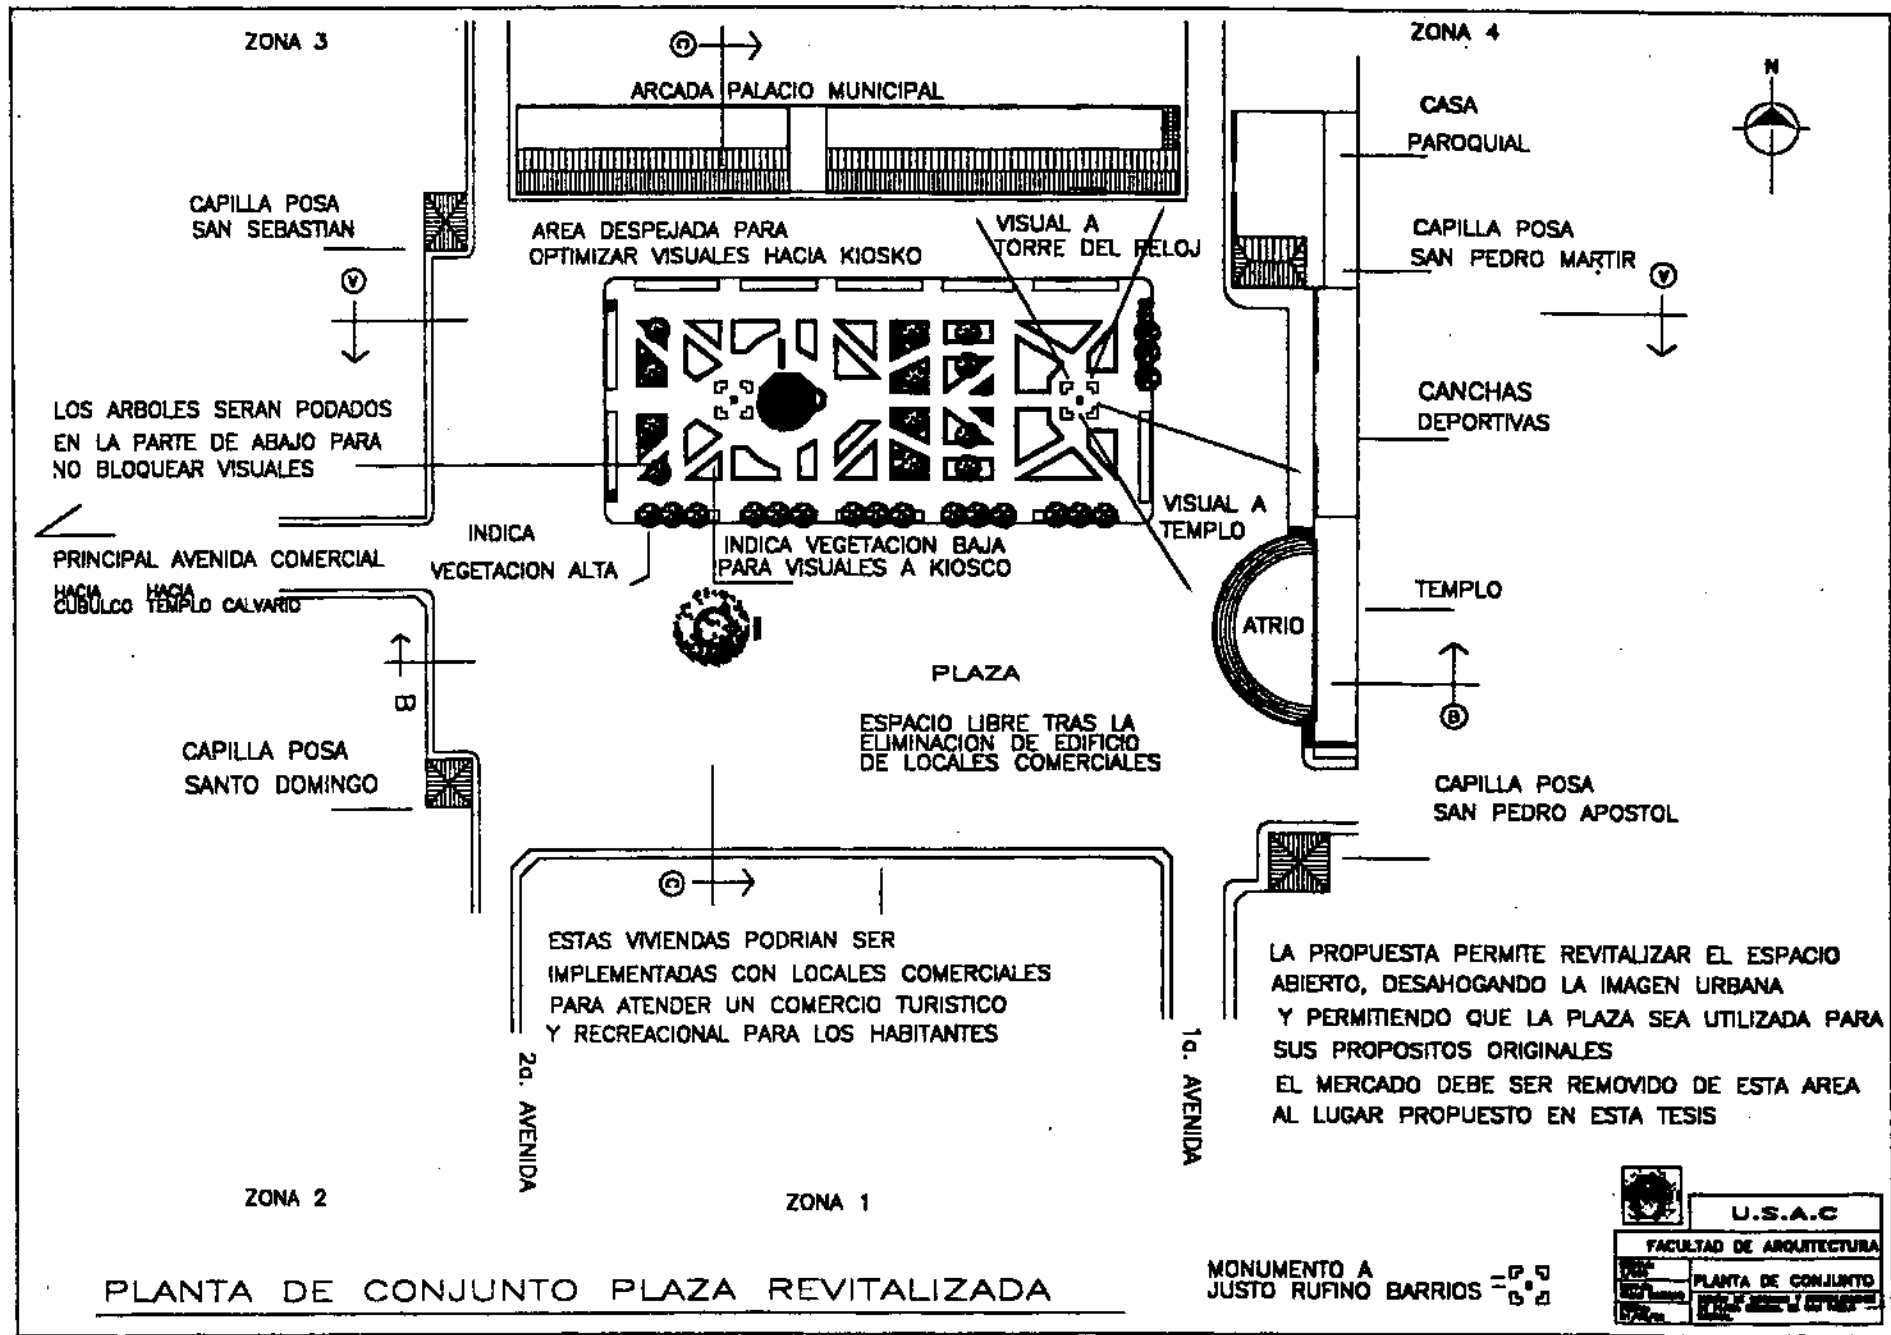 ZONA 3
C
ZONA 4
ARCADA PALACIO MUNICIPAL
N
CASA
PAROQUIAL
CAPILLA POSA
SAN SEBASTIAN
AREA DESPEJADA PARA
OPTIMIZAR VISUALES HACIA KIOSKO
VISUAL A
TORRE DEL RELOJ
CAPILLA POSA
SAN PEDRO MARTIR
A
A
LOS ARBOLES SERAN PODADOS
EN LA PARTE DE ABAJO PARA
NO BLOQUEAR VISUALES
CANCHAS
DEPORTIVAS
VISUAL A
TEMPLO
INDICA
VEGETACION ALTA
INDICA VEGETACION BAJA
PARA VISUALES A KIOSCO
PRINCIPAL AVENIDA COMERCIAL
HACIA HACIA
CUBULCO TEMPLO CALVARIO
TEMPLO
ATRIO
B
PLAZA
B
ESPACIO LIBRE TRAS LA
ELIMINACION DE EDIFICIO
DE LOCALES COMERCIALES
CAPILLA POSA
SANTO DOMINGO
CAPILLA POSA
SAN PEDRO APOSTOL
C
ESTAS VIVIENDAS PODRIAN SER
IMPLEMENTADAS CON LOCALES COMERCIALES
PARA ATENDER UN COMERCIO TURISTICO
Y RECREACIONAL PARA LOS HABITANTES
LA PROPUESTA PERMITE REVITALIZAR EL ESPACIO
ABIERTO, DESAHOGANDO LA IMAGEN URBANA
Y PERMITIENDO QUE LA PLAZA SEA UTILIZADA PARA
SUS PROPOSITOS ORIGINALES
EL MERCADO DEBE SER REMOVIDO DE ESTA AREA
AL LUGAR PROPUESTO EN ESTA TESIS
2a. AVENIDA
1a. AVENIDA
ZONA 2
ZONA 1
PLANTA DE CONJUNTO PLAZA REVITALIZADA
MONUMENTO A
JUSTO RUFINO BARRIOS =
U.S.A.C
FACULTAD DE ARQUITECTURA
PLANTA DE CONJUNTO